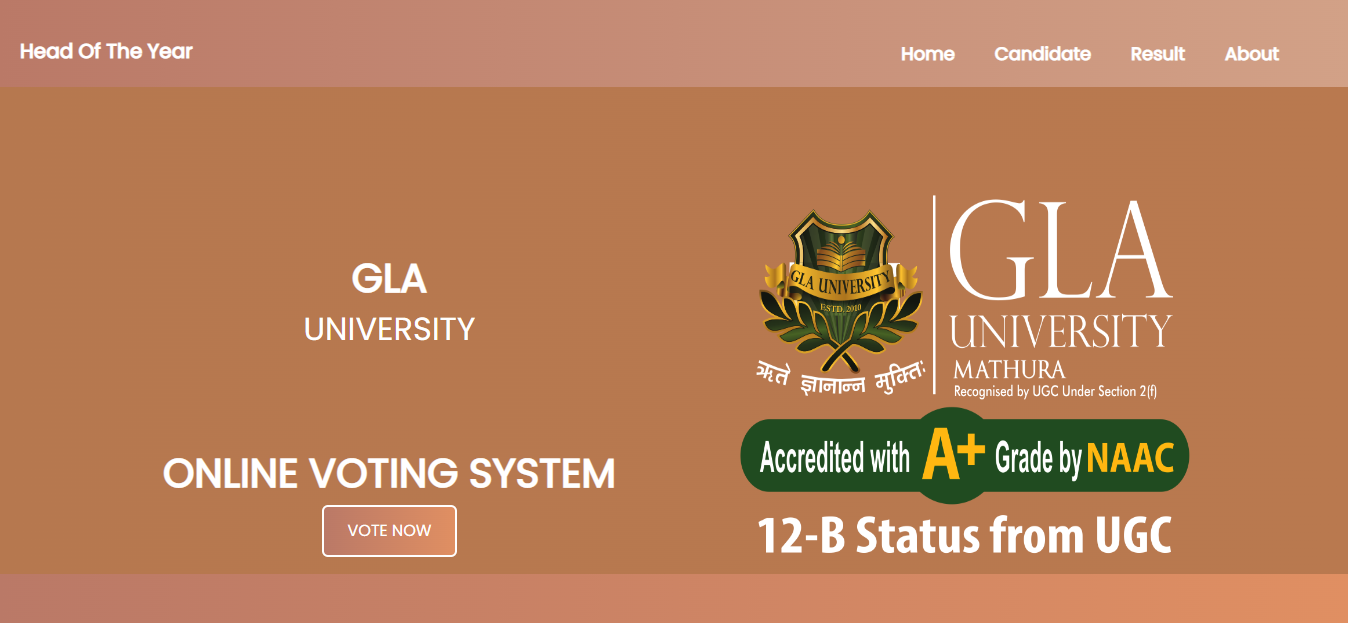 Head Of The Year
Home Candidate Result About
GLA
UNIVERSITY
ONLINE VOTING SYSTEM
VOTE NOW
GLA UNIVERSITY
ESTD. 2010
ऋते ज्ञानान्न मुक्तिः
GLA
UNIVERSITY
MATHURA
Recognised by UGC Under Section 2(f)
Accredited with A+ Grade by NAAC
12-B Status from UGC